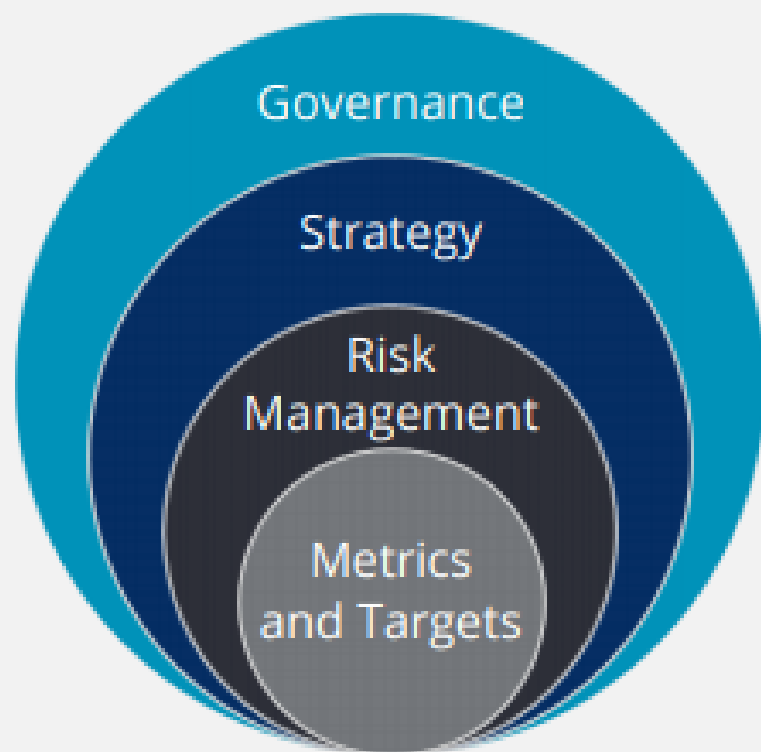 Governance
Strategy
Risk
Management
Metrics
and Targets